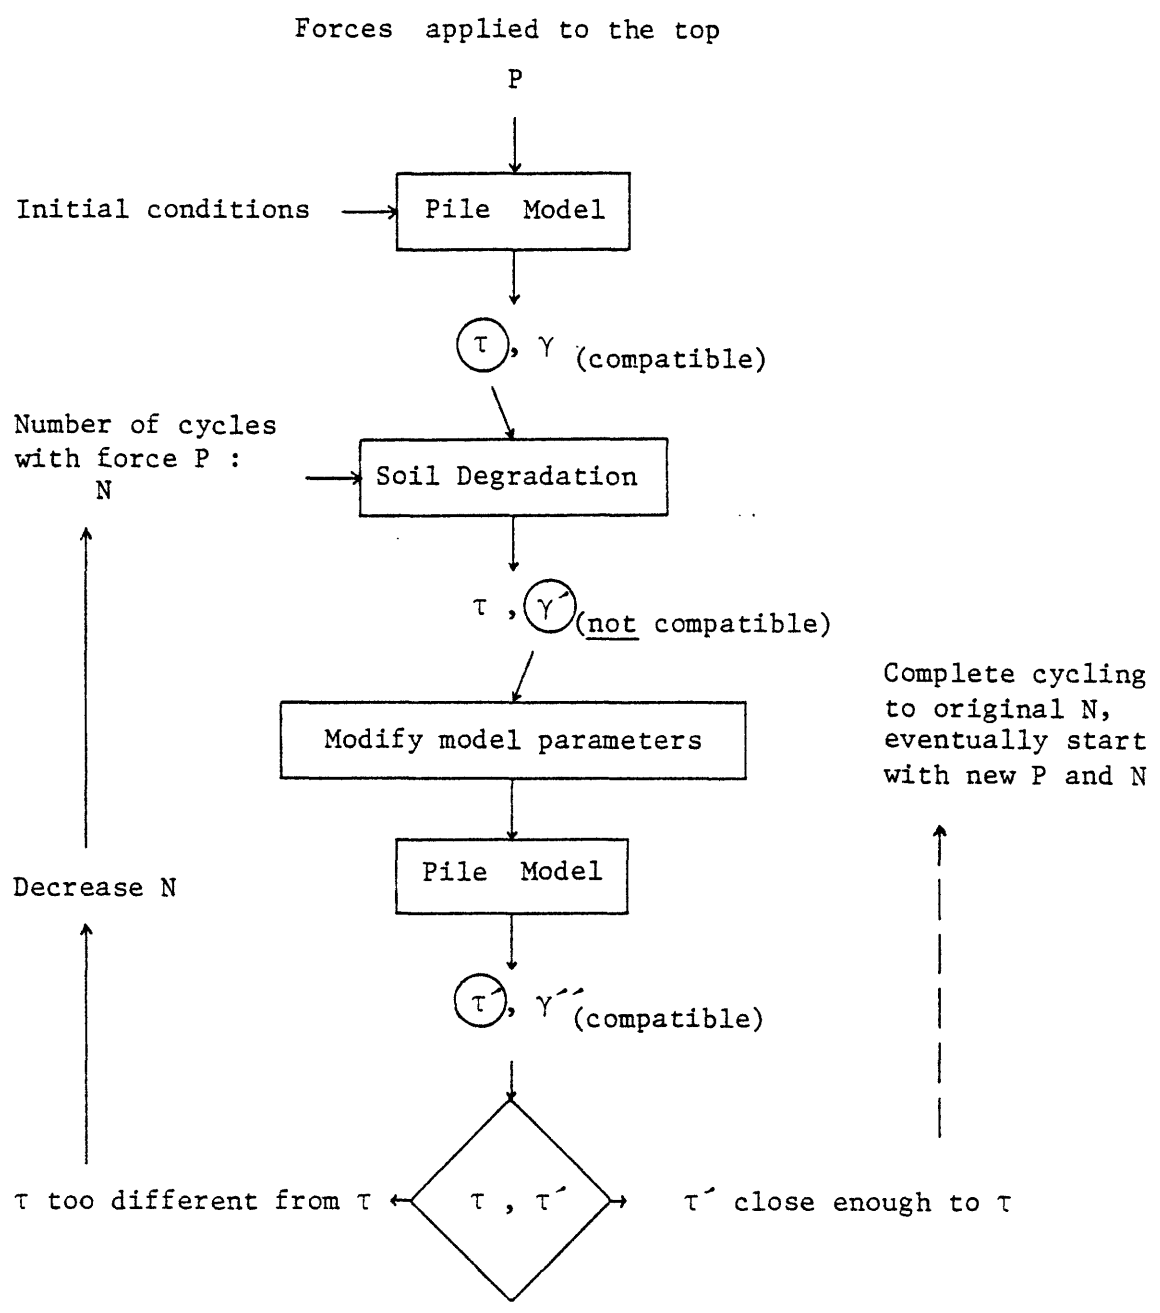 Forces applied to the top
P
Initial conditions
Pile Model
τ, γ (compatible)
Number of cycles
with force P :
N
Soil Degradation
τ , γ′ (not compatible)
Modify model parameters
Complete cycling
to original N,
eventually start
with new P and N
Pile Model
Decrease N
τ′, γ′′ (compatible)
τ too different from τ
τ , τ′
τ′ close enough to τ